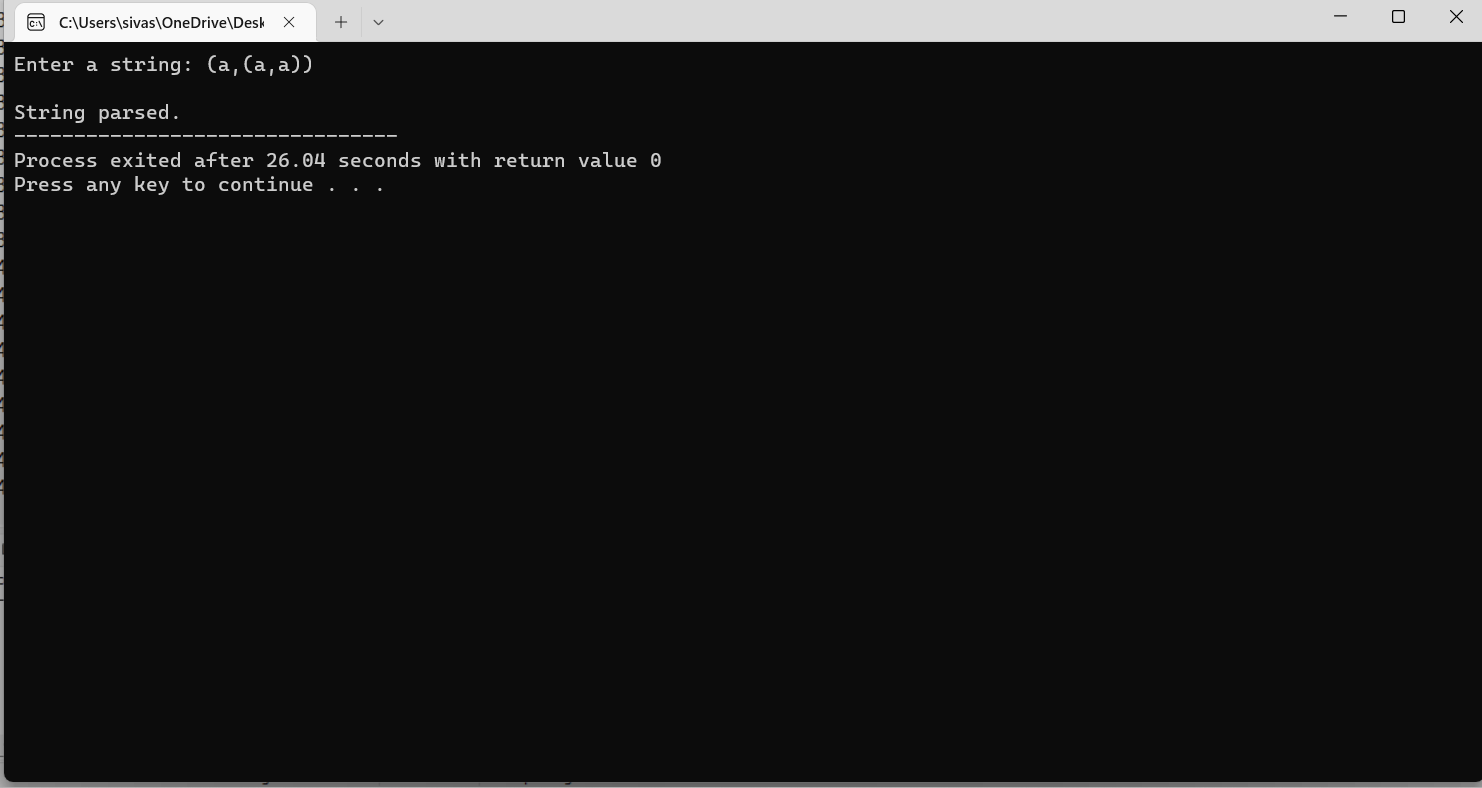 C:\Users\sivas\OneDrive\Desk
Enter a string: (a,(a,a))
String parsed.
--------------------------------
Process exited after 26.04 seconds with return value 0
Press any key to continue . . .